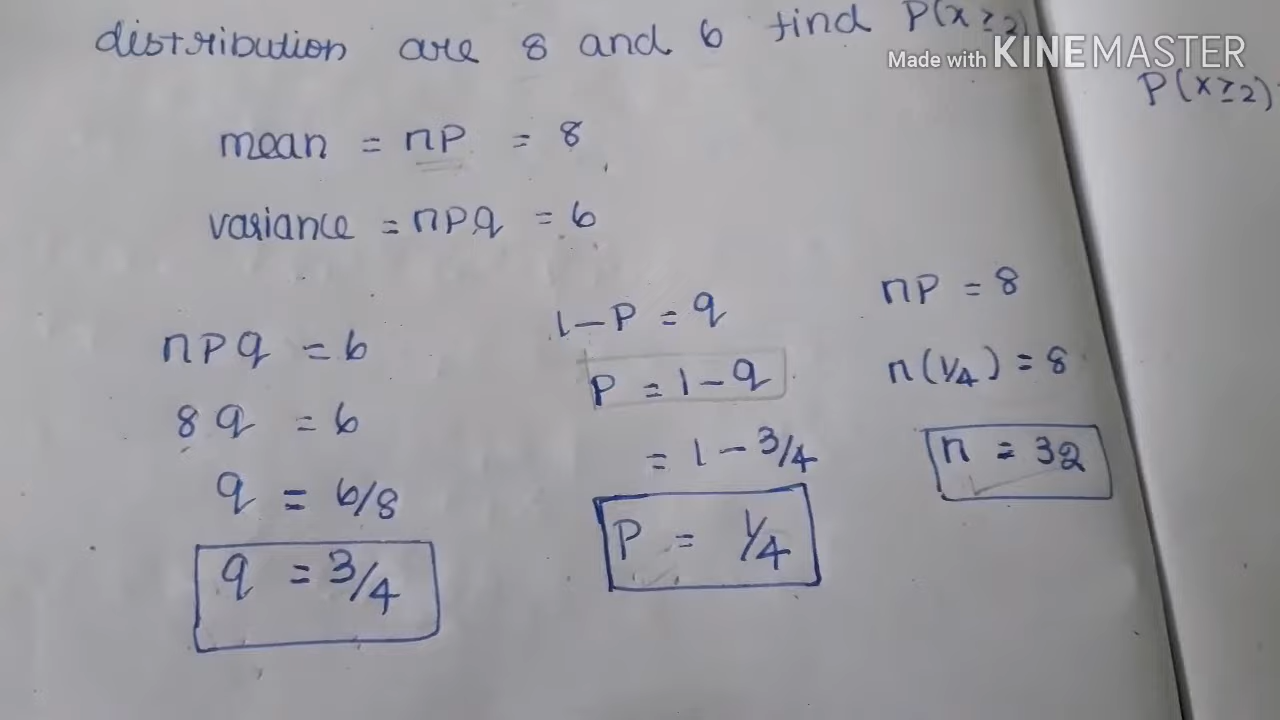 distribution are 8 and 6 find P(x≥2)
Made with KINEMASTER
P(x≥2)
mean = np = 8
variance = npq = 6
npq = 6
8q = 6
q = 6/8
q = 3/4
1-P = q
P = 1-q
= 1 - 3/4
P = 1/4
np = 8
n(1/4) = 8
n = 32